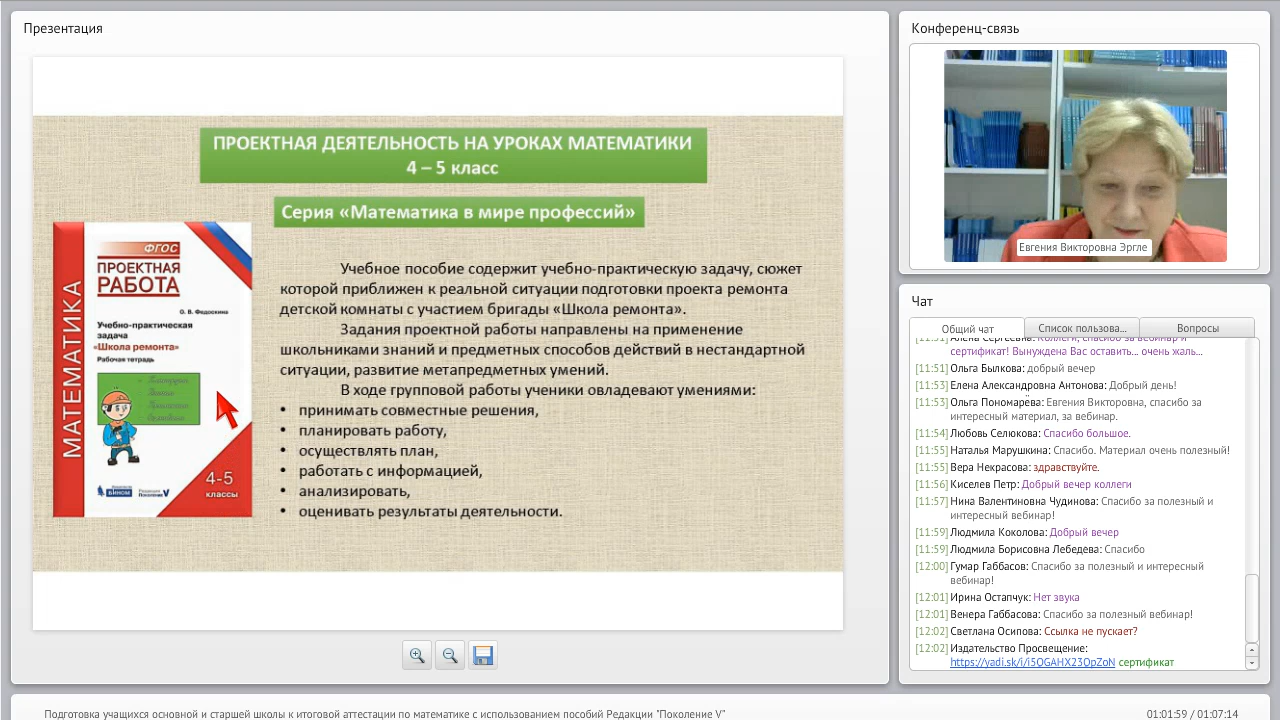 Презентация
ПРОЕКТНАЯ ДЕЯТЕЛЬНОСТЬ НА УРОКАХ МАТЕМАТИКИ
4 – 5 класс
Серия «Математика в мире профессий»
МАТЕМАТИКА
ФГОС
ПРОЕКТНАЯ
РАБОТА
О. В. Федоскина
Учебно-практическая
задача
«Школа ремонта»
Рабочая тетрадь
БИНОМ
Поколение V
4-5
классы
Учебное пособие содержит учебно-практическую задачу, сюжет
которой приближен к реальной ситуации подготовки проекта ремонта
детской комнаты с участием бригады «Школа ремонта».
Задания проектной работы направлены на применение
школьниками знаний и предметных способов действий в нестандартной
ситуации, развитие метапредметных умений.
В ходе групповой работы ученики овладевают умениями:
• принимать совместные решения,
• планировать работу,
• осуществлять план,
• работать с информацией,
• анализировать,
• оценивать результаты деятельности.
Конференц-связь
Евгения Викторовна Эргле
Чат
Общий чат
Список пользова...
Вопросы
[11:51] Алена Сергеевна: Коллеги, спасибо за вебинар и
сертификат! Вынуждена Вас оставить... очень жаль...
[11:51] Ольга Былкова: добрый вечер
[11:53] Елена Александровна Антонова: Добрый день!
[11:53] Ольга Пономарёва: Евгения Викторовна, спасибо за
интересный материал, за вебинар.
[11:54] Любовь Селюкова: Спасибо большое.
[11:55] Наталья Марушкина: Спасибо. Материал очень полезный!
[11:55] Вера Некрасова: здравствуйте.
[11:56] Киселев Петр: Добрый вечер коллеги
[11:57] Нина Валентиновна Чудинова: Спасибо за полезный и
интересный вебинар!
[11:59] Людмила Коколова: Добрый вечер
[11:59] Людмила Борисовна Лебедева: Спасибо
[12:00] Гумар Габбасов: Спасибо за полезный и интересный
вебинар!
[12:01] Ирина Остапчук: Нет звука
[12:01] Венера Габбасова: Спасибо за полезный вебинар!
[12:02] Светлана Осипова: Ссылка не пускает?
[12:02] Издательство Просвещение:
https://yadi.sk/i/i5OGAHX23OpZoN сертификат
Подготовка учащихся основной и старшей школы к итоговой аттестации по математике с использованием пособий Редакции "Поколение V"
01:01:59 / 01:07:14